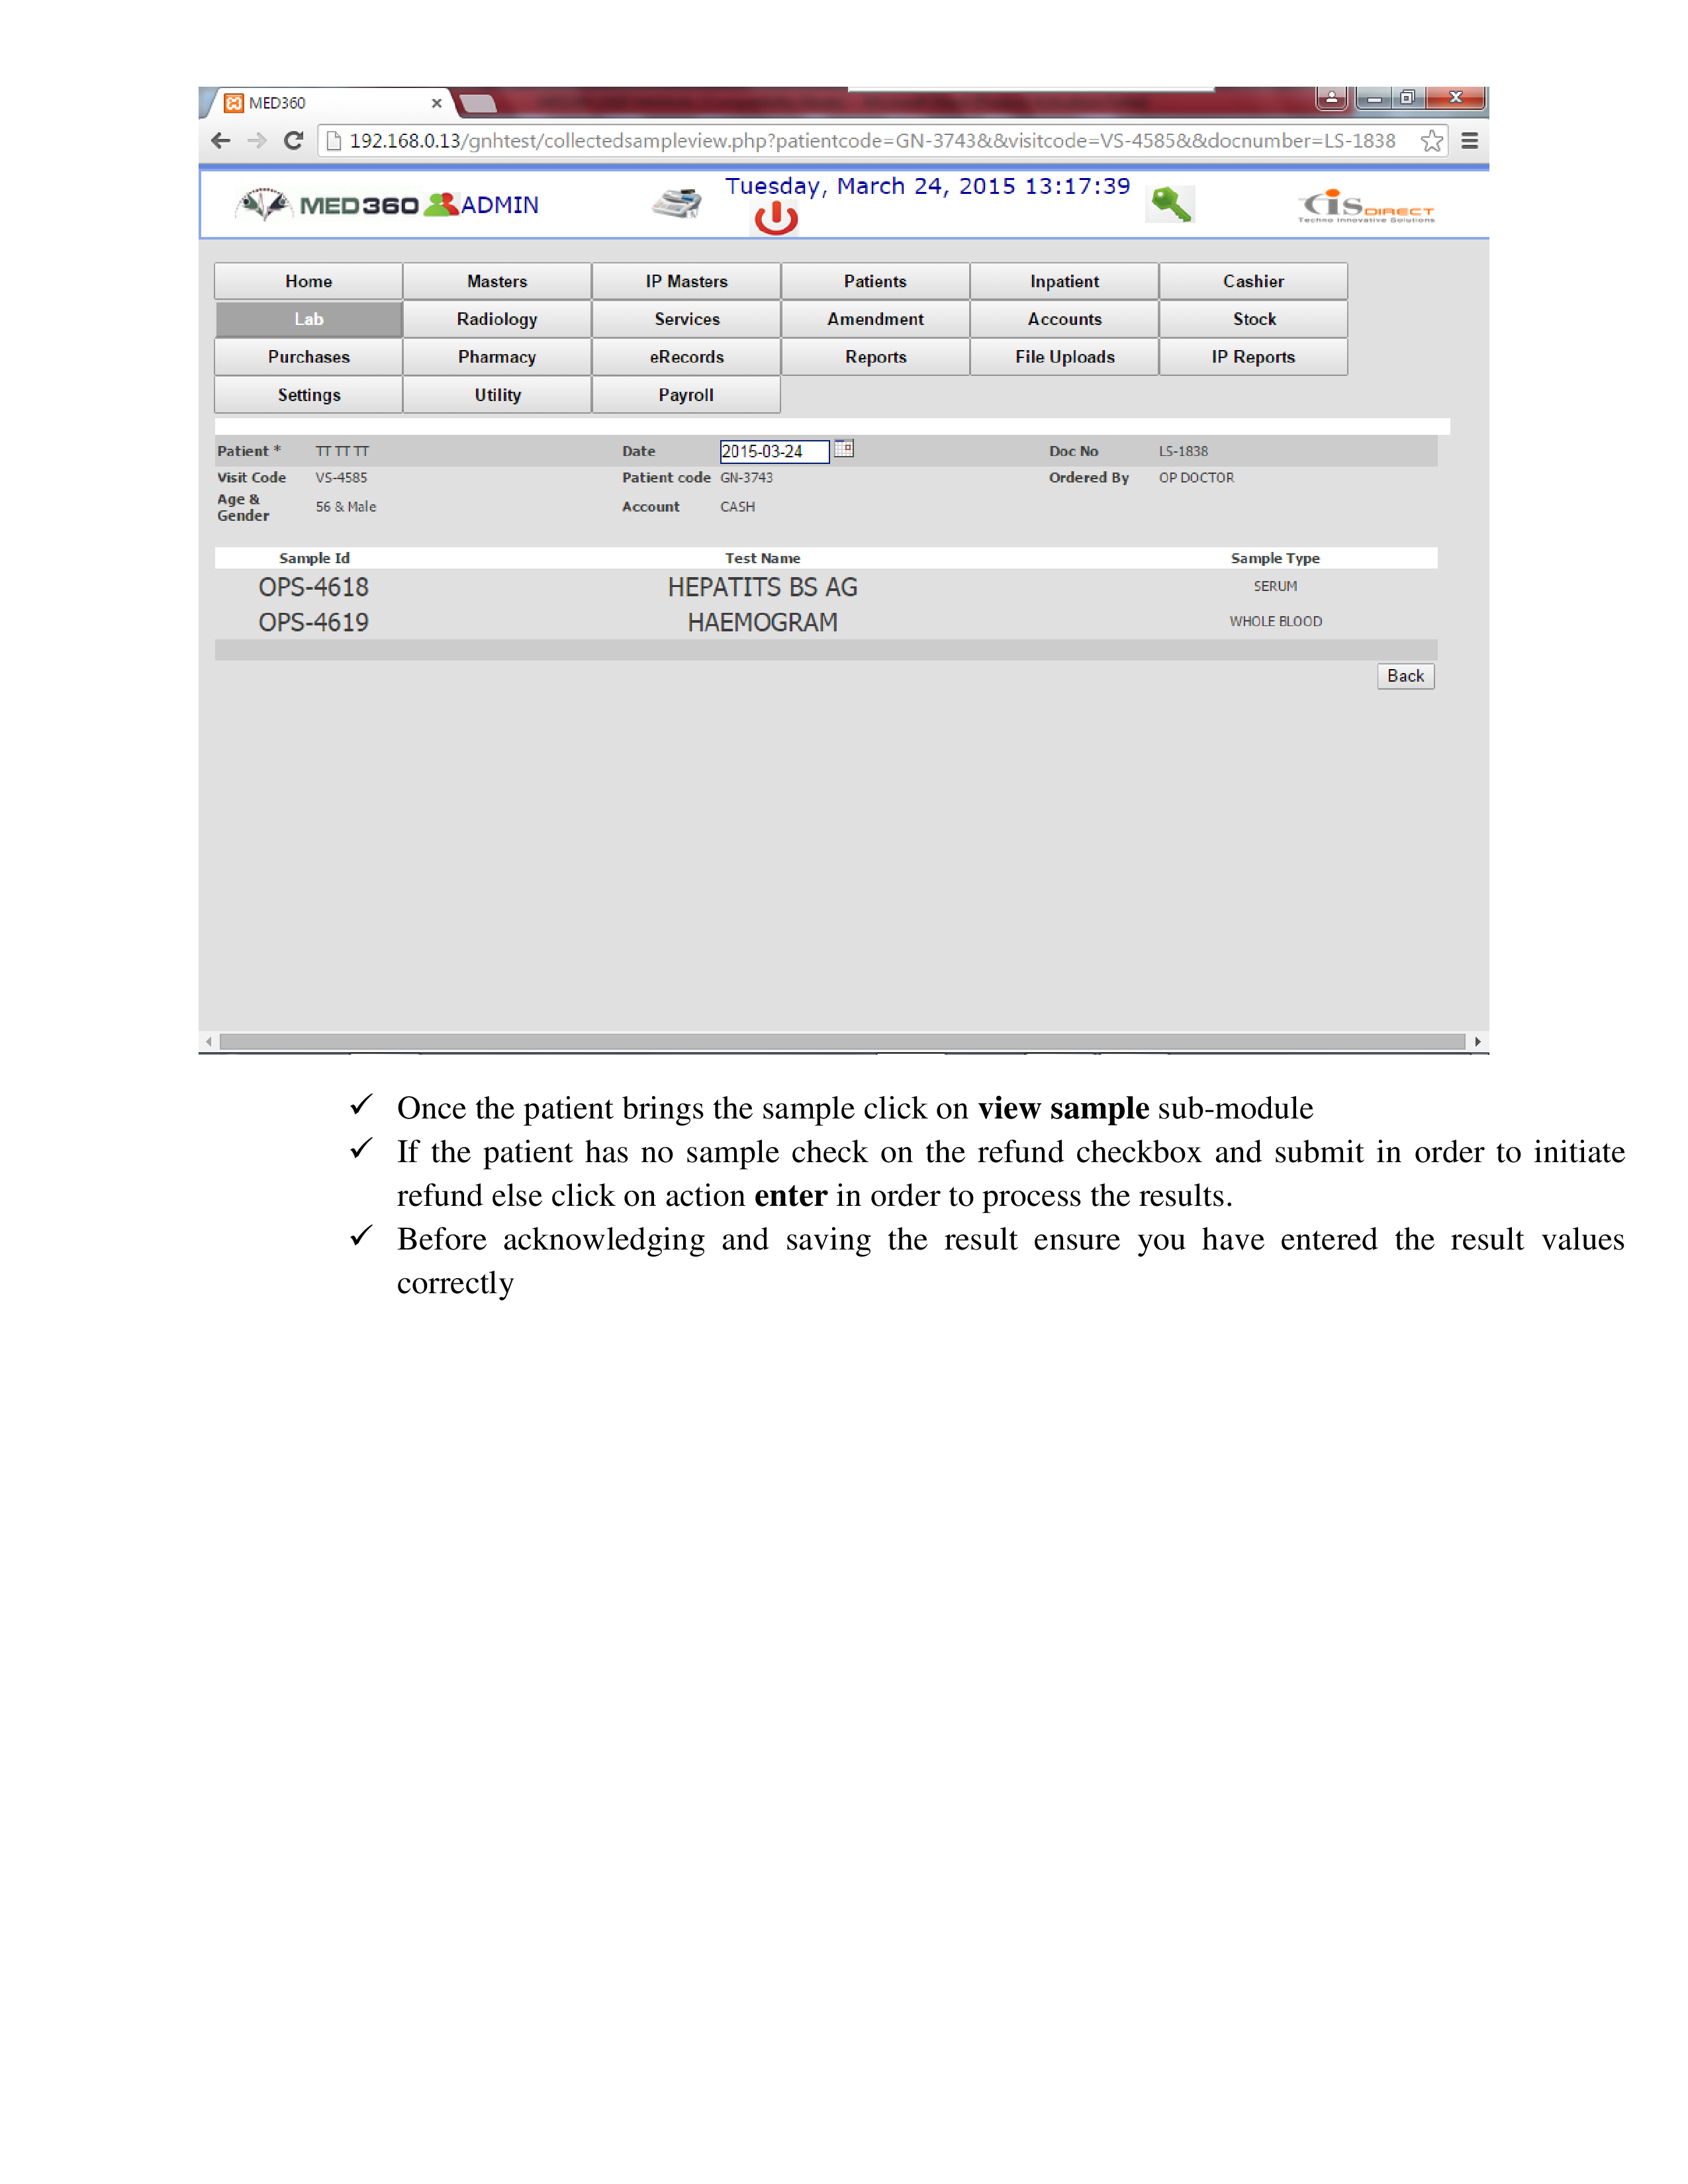 MED360
192.168.0.13/gnhtest/collectedsampleview.php?patientcode=GN-3743&&visitcode=VS-4585&&docnumber=LS-1838
Tuesday, March 24, 2015 13:17:39
MED360 ADMIN
CIS DIRECT
Techno Innovative Solutions
Home Masters IP Masters Patients Inpatient Cashier
Lab Radiology Services Amendment Accounts Stock
Purchases Pharmacy eRecords Reports File Uploads IP Reports
Settings Utility Payroll
Patient * TT TT TT Date 2015-03-24 Doc No LS-1838
Visit Code VS-4585 Patient code GN-3743 Ordered By OP DOCTOR
Age &
Gender 56 & Male Account CASH
Sample Id Test Name Sample Type
OPS-4618 HEPATITS BS AG SERUM
OPS-4619 HAEMOGRAM WHOLE BLOOD
Back
✓ Once the patient brings the sample click on view sample sub-module
✓ If the patient has no sample check on the refund checkbox and submit in order to initiate
refund else click on action enter in order to process the results.
✓ Before acknowledging and saving the result ensure you have entered the result values
correctly